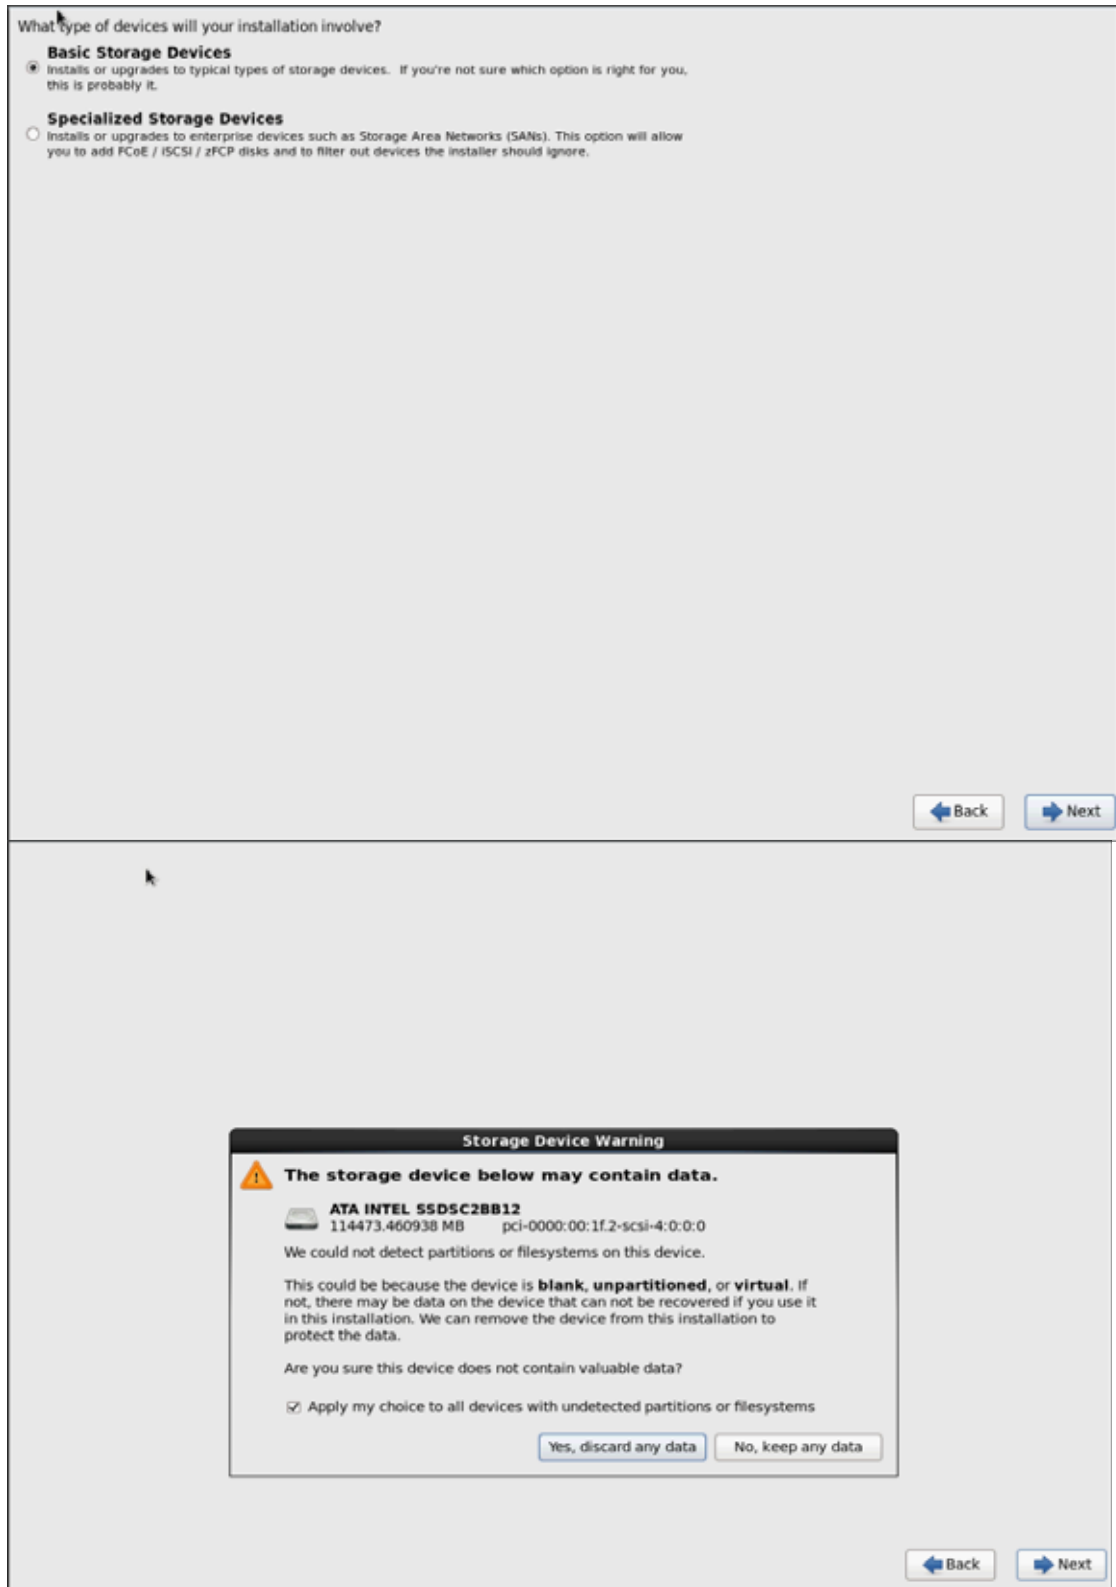 What type of devices will your installation involve?
Basic Storage Devices
Installs or upgrades to typical types of storage devices.  If you're not sure which option is right for you,
this is probably it.
Specialized Storage Devices
Installs or upgrades to enterprise devices such as Storage Area Networks (SANs). This option will allow
you to add FCoE / iSCSI / zFCP disks and to filter out devices the installer should ignore.
Back
Next
Storage Device Warning
The storage device below may contain data.
ATA INTEL SSDSC2BB12
114473.460938 MB pci-0000:00:1f.2-scsi-4:0:0:0
We could not detect partitions or filesystems on this device.
This could be because the device is blank, unpartitioned, or virtual. If
not, there may be data on the device that can not be recovered if you use it
in this installation. We can remove the device from this installation to
protect the data.
Are you sure this device does not contain valuable data?
Apply my choice to all devices with undetected partitions or filesystems
Yes, discard any data
No, keep any data
Back
Next